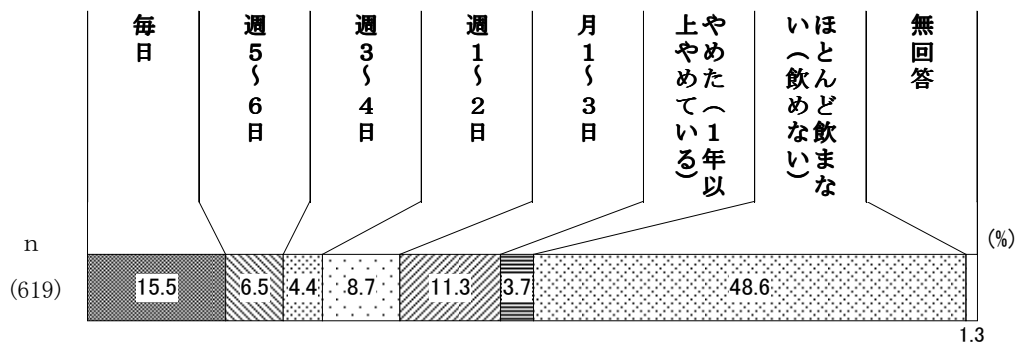 毎日
週5〜6日
週3〜4日
週1〜2日
月1〜3日
やめた(1年以
上やめている)
ほとんど飲まな
い(飲めない)
無回答
(%)
n
(619)
15.5
6.5
4.4
8.7
11.3
3.7
48.6
1.3